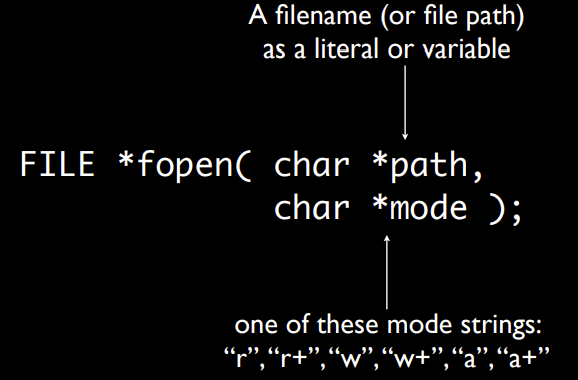 A filename (or file path)
as a literal or variable
FILE *fopen( char *path,
char *mode );
one of these mode strings:
“r”,“r+”,“w”,“w+”,“a”,“a+”